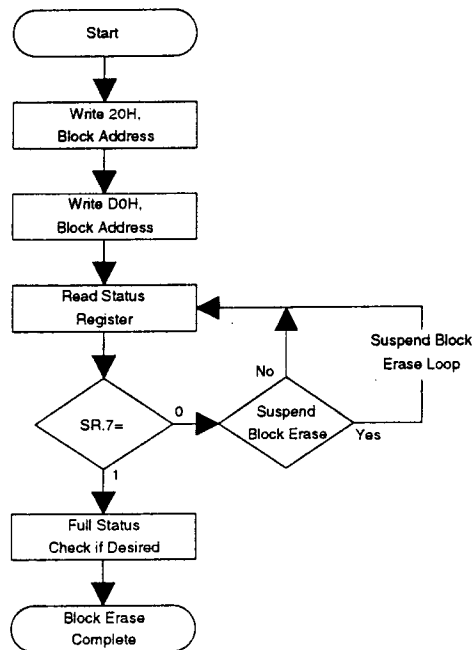 Start
Write 20H,
Block Address
Write D0H,
Block Address
Read Status
Register
Suspend Block
Erase Loop
No
SR.7=
0
Suspend
Block Erase
Yes
1
Full Status
Check if Desired
Block Erase
Complete